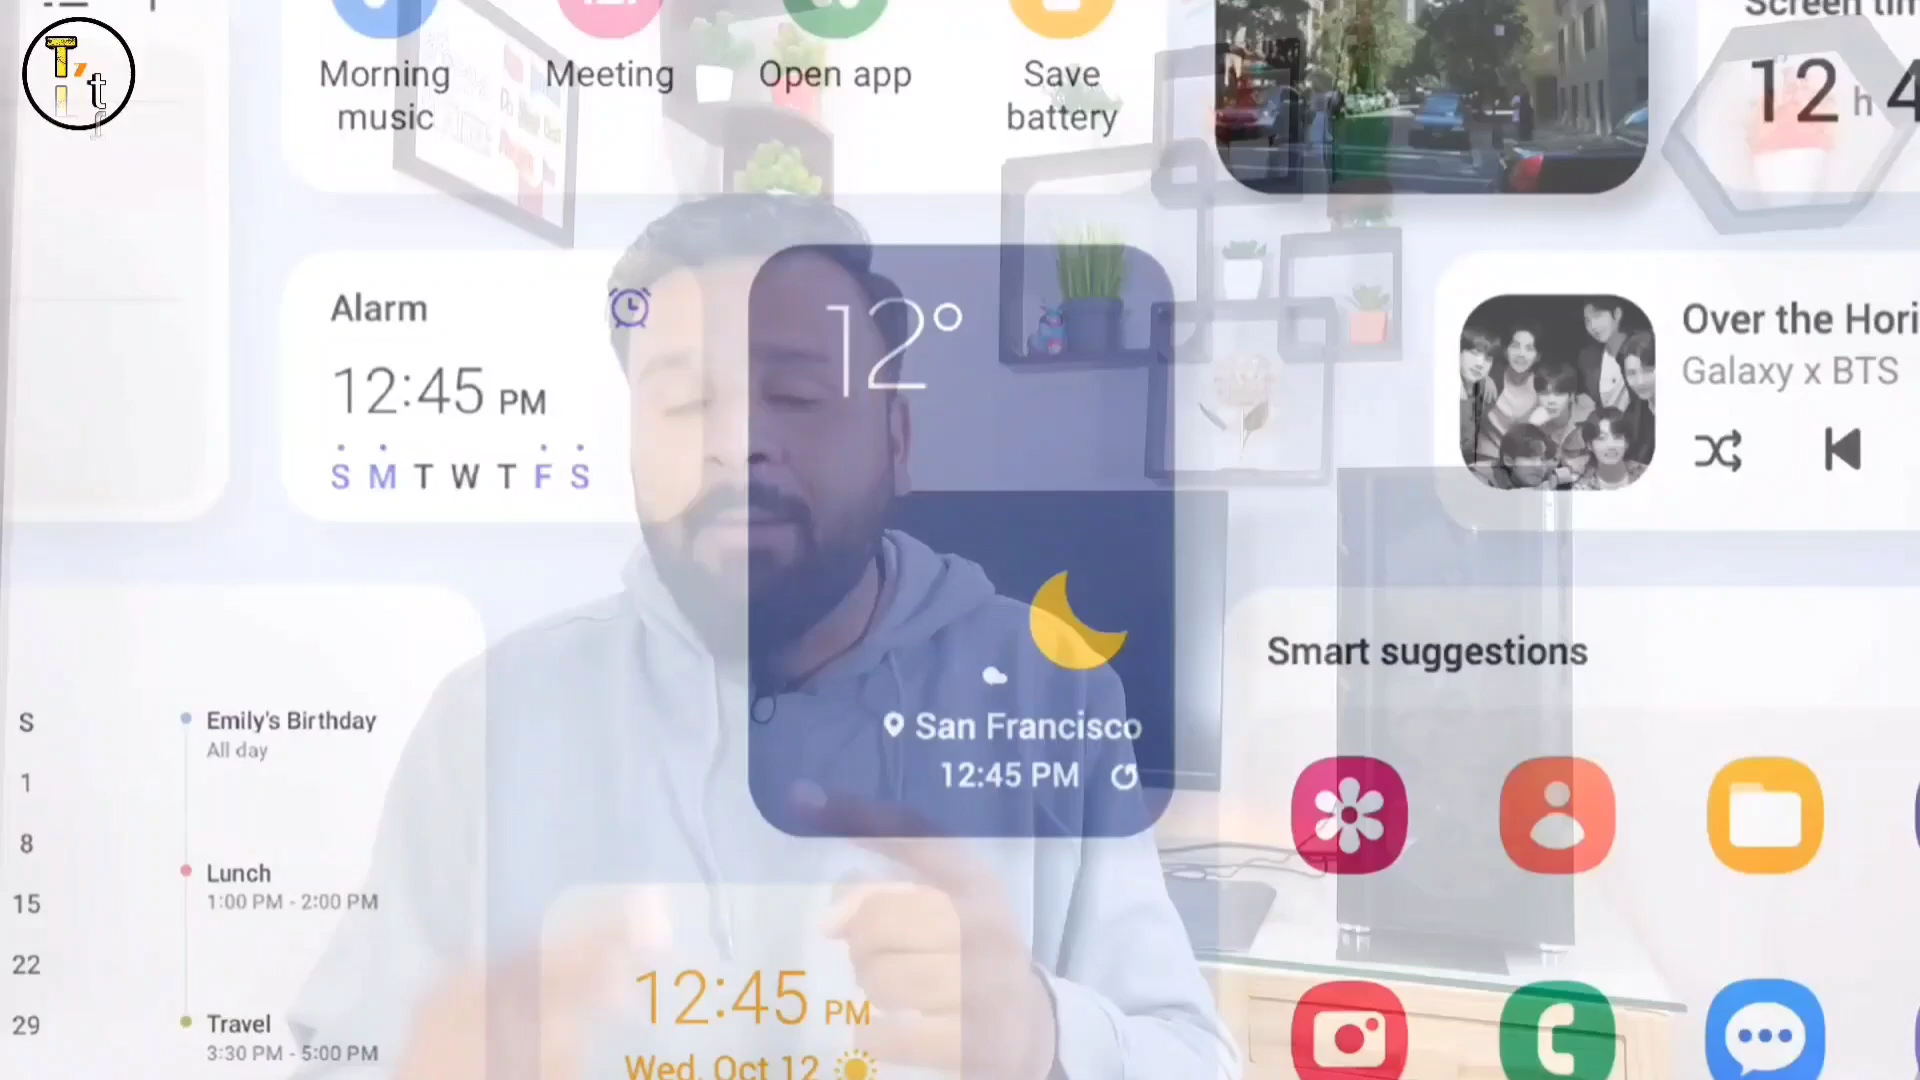 T
t
Morning
music
Meeting
Open app
Save
battery
12 h 4
Alarm
12:45 PM
S M T W T F S
12°
San Francisco
12:45 PM
Over the Hori
Galaxy x BTS
Smart suggestions
S
1
8
15
22
29
Emily's Birthday
All day
Lunch
1:00 PM - 2:00 PM
Travel
3:30 PM - 5:00 PM
12:45 PM
Wed, Oct 12